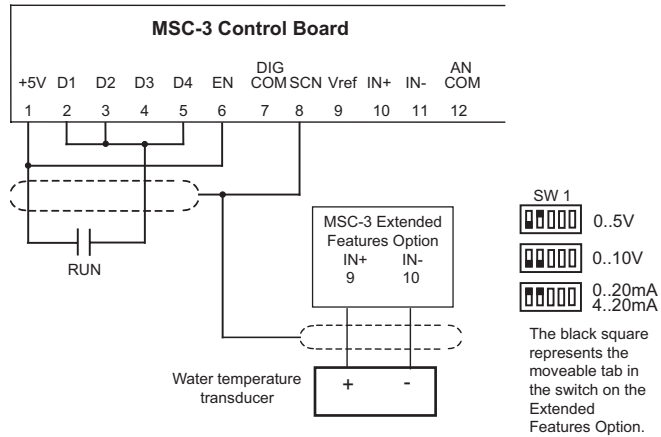 MSC-3 Control Board
+5V D1 D2 D3 D4 EN DIG COM SCN Vref IN+ IN- AN COM
1 2 3 4 5 6 7 8 9 10 11 12
RUN
MSC-3 Extended
Features Option
IN+ IN-
9 10
Water temperature
transducer
+ -
SW 1
0..5V
0..10V
0..20mA
4..20mA
The black square
represents the
moveable tab in
the switch on the
Extended
Features Option.